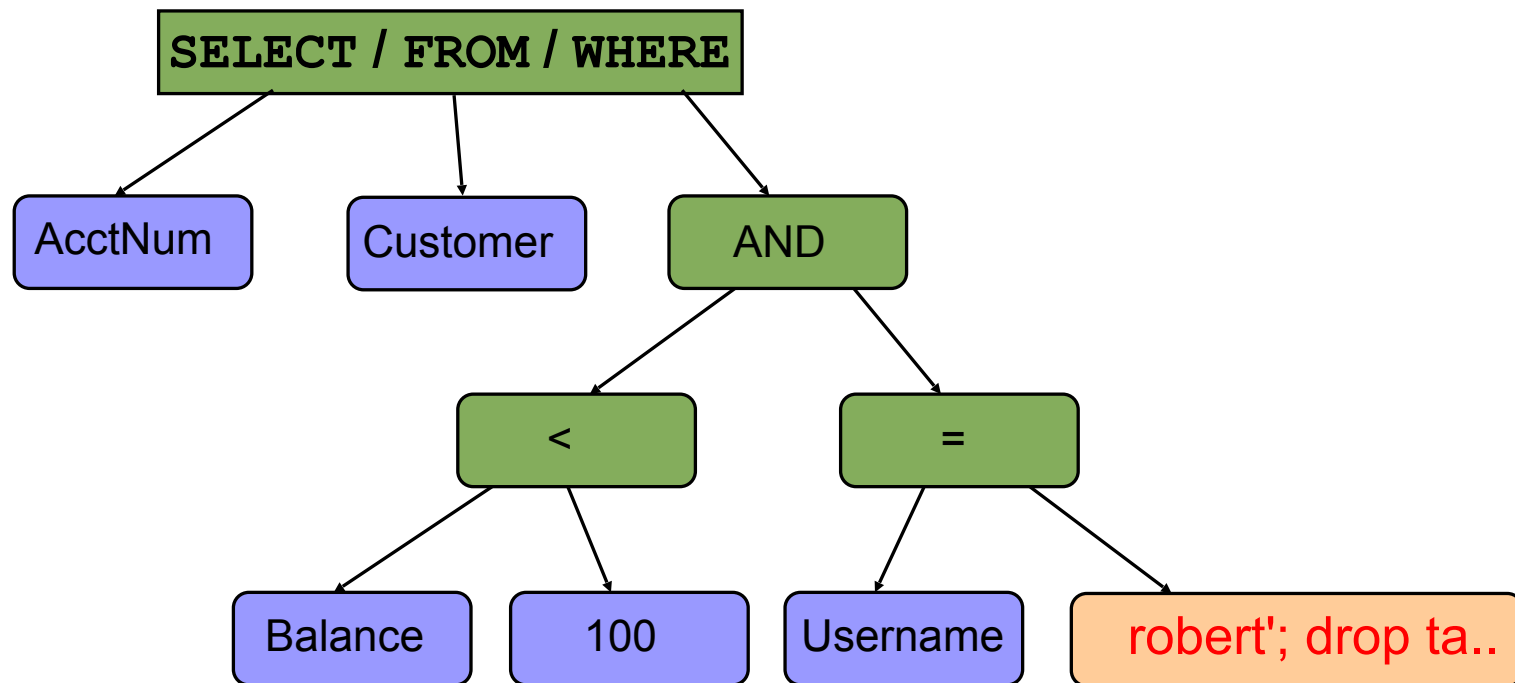 SELECT / FROM / WHERE
AcctNum
Customer
AND
<
=
Balance
100
Username
robert'; drop ta..